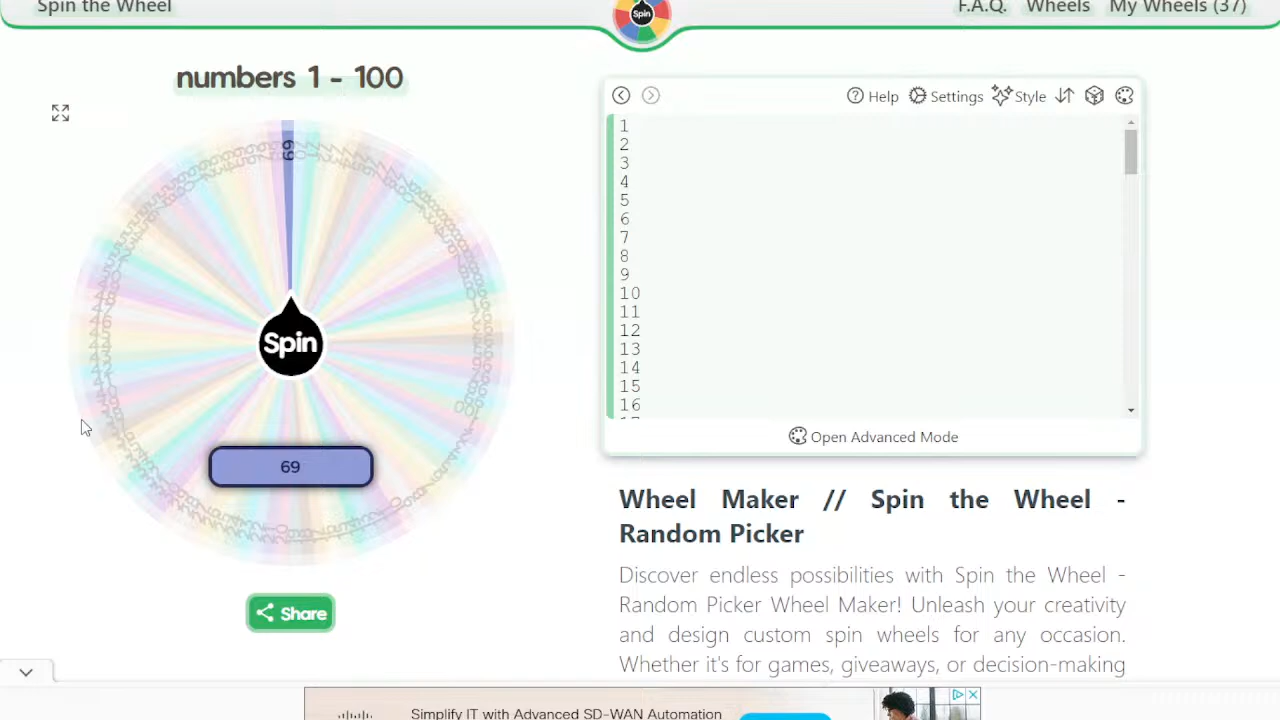 Spin the Wheel
Spin
F.A.Q. Wheels My Wheels (37)
numbers 1 - 100
Help Settings Style
69
1
2
3
4
5
6
7
8
9
10
11
12
13
14
15
16
Spin
69
Open Advanced Mode
Wheel Maker // Spin the Wheel -
Random Picker
Discover endless possibilities with Spin the Wheel -
Random Picker Wheel Maker! Unleash your creativity
and design custom spin wheels for any occasion.
Whether it's for games, giveaways, or decision-making
Share
Simplify IT with Advanced SD-WAN Automation